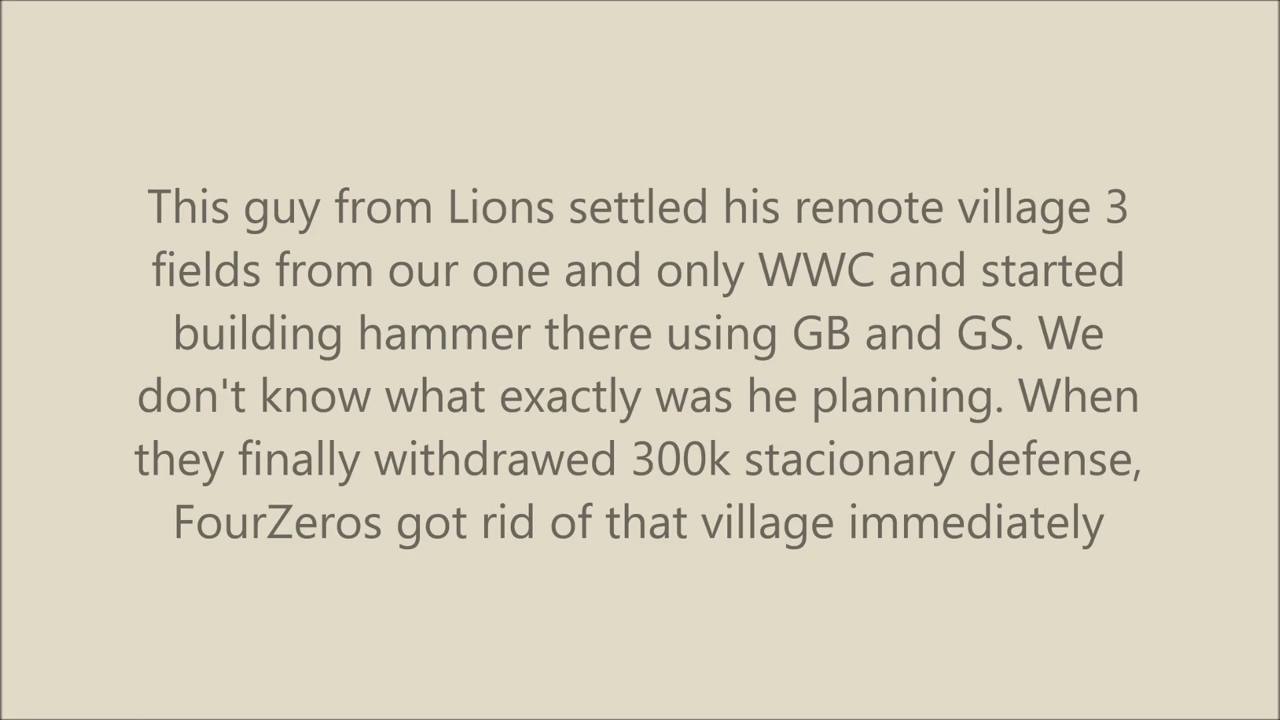 This guy from Lions settled his remote village 3
fields from our one and only WWC and started
building hammer there using GB and GS. We
don't know what exactly was he planning. When
they finally withdrawed 300k stacionary defense,
FourZeros got rid of that village immediately